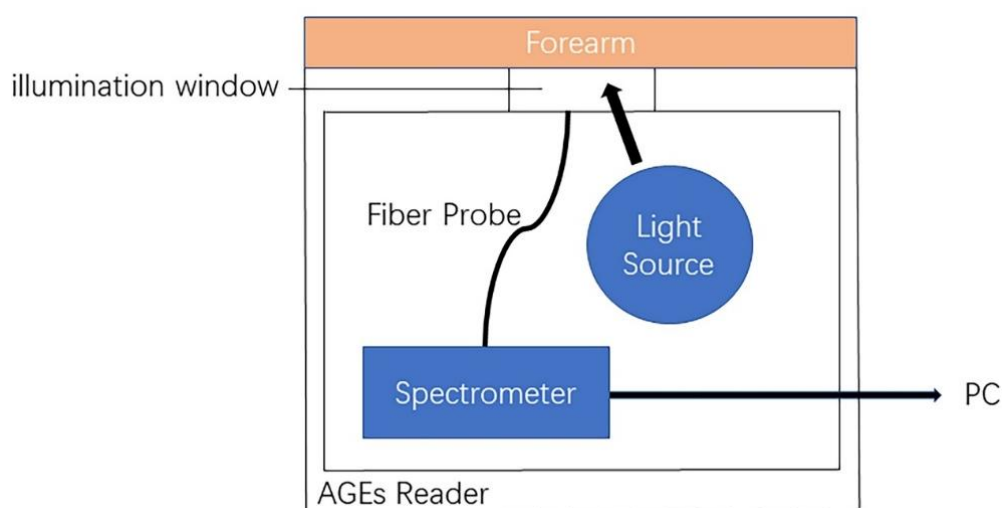 Forearm
illumination window
Fiber Probe
Light
Source
Spectrometer
PC
AGEs Reader